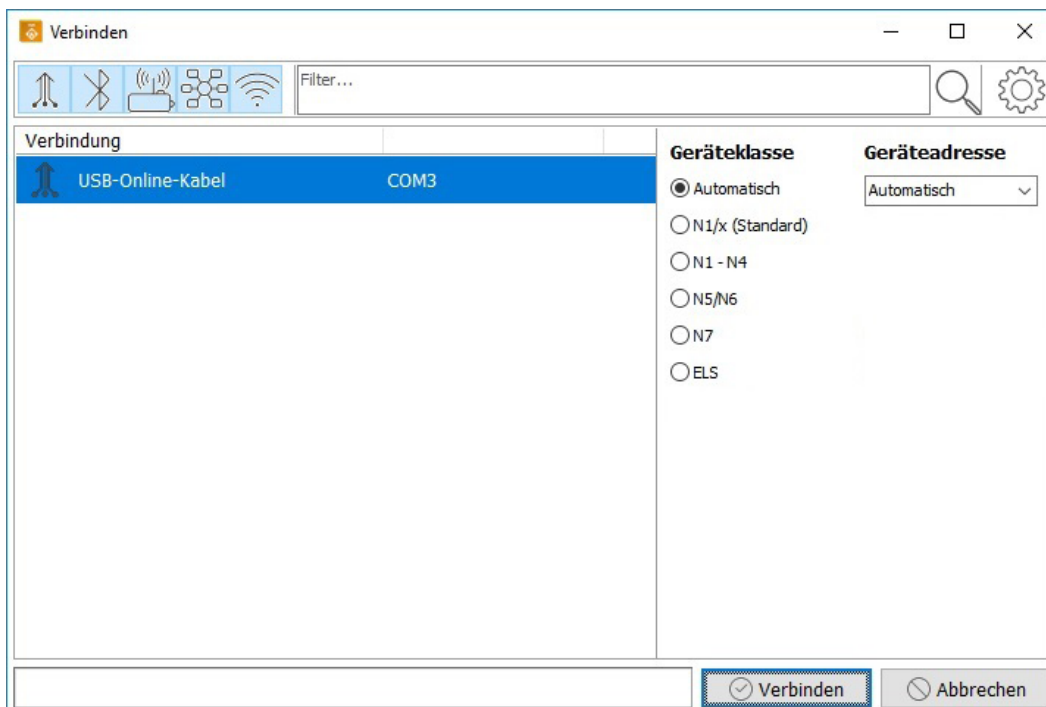 Verbinden
Filter...
Verbindung
USB-Online-Kabel COM3
Geräteklasse
Automatisch
N1/x (Standard)
N1 - N4
N5/N6
N7
ELS
Geräteadresse
Automatisch
Verbinden
Abbrechen